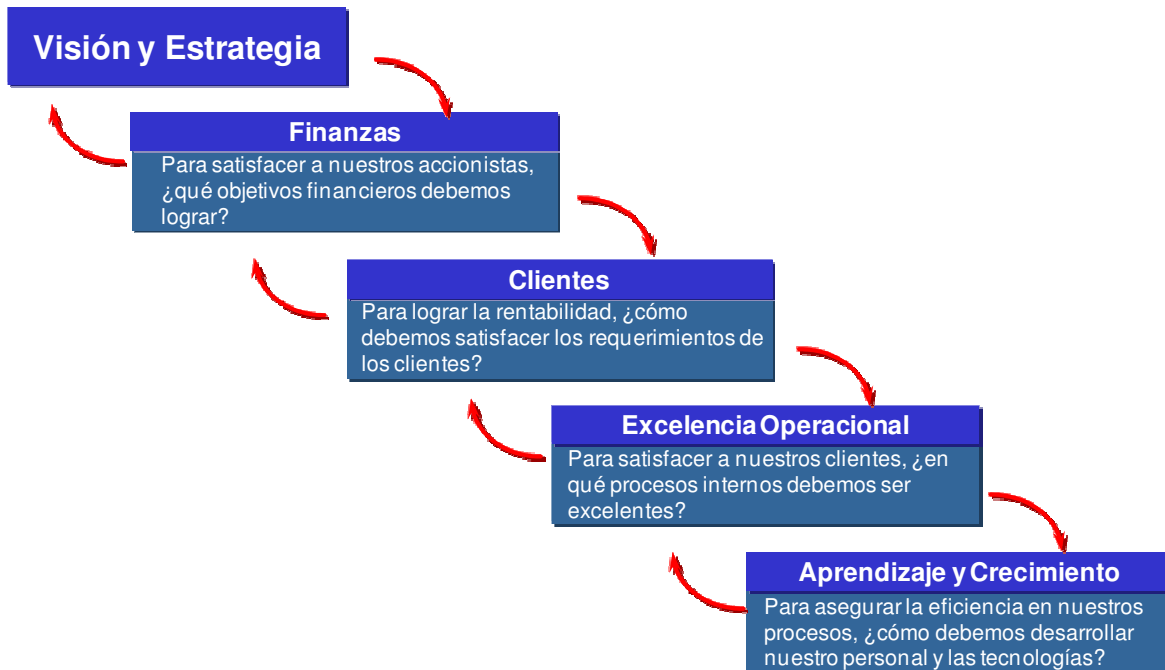 Visión y Estrategia
Finanzas
Para satisfacer a nuestros accionistas,
¿qué objetivos financieros debemos
lograr?
Clientes
Para lograr la rentabilidad, ¿cómo
debemos satisfacer los requerimientos de
los clientes?
Excelencia Operacional
Para satisfacer a nuestros clientes, ¿en
qué procesos internos debemos ser
excelentes?
Aprendizaje y Crecimiento
Para asegurar la eficiencia en nuestros
procesos, ¿cómo debemos desarrollar
nuestro personal y las tecnologías?